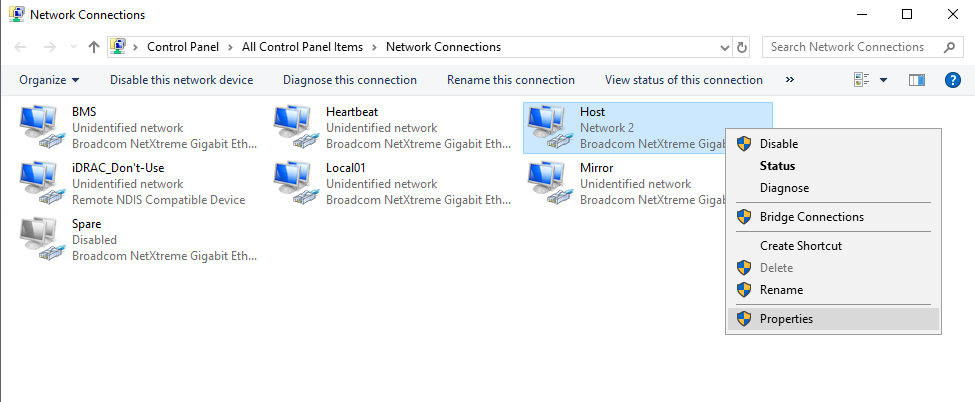 Network Connections
Control Panel > All Control Panel Items > Network Connections
Search Network Connections
Organize
Disable this network device
Diagnose this connection
Rename this connection
View status of this connection
»
BMS
Unidentified network
Broadcom NetXtreme Gigabit Eth...
Heartbeat
Unidentified network
Broadcom NetXtreme Gigabit Eth...
Host
Network 2
Broadcom NetXtreme Gigab
iDRAC_Don't-Use
Unidentified network
Remote NDIS Compatible Device
Local01
Unidentified network
Broadcom NetXtreme Gigabit Eth...
Mirror
Unidentified network
Broadcom NetXtreme Gigab
Spare
Disabled
Broadcom NetXtreme Gigabit Eth...
Disable
Status
Diagnose
Bridge Connections
Create Shortcut
Delete
Rename
Properties